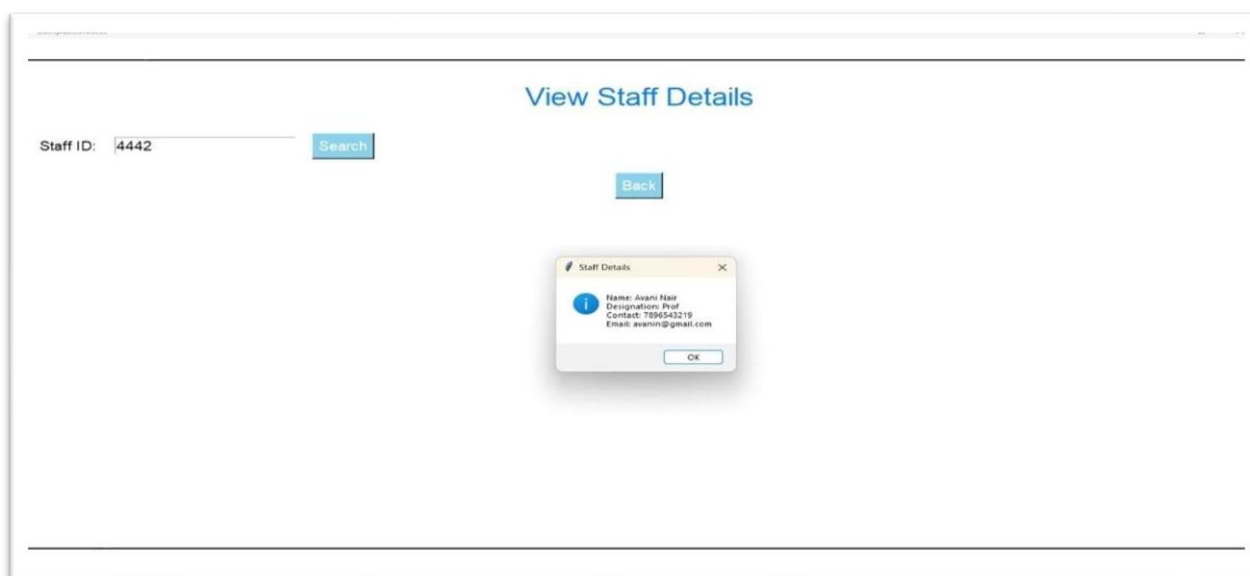 View Staff Details
Staff ID: 4442 Search
Back
Staff Details
Name: Avani Nair
Designation: Prof
Contact: 7896543219
Email: avanin@gmail.com
OK